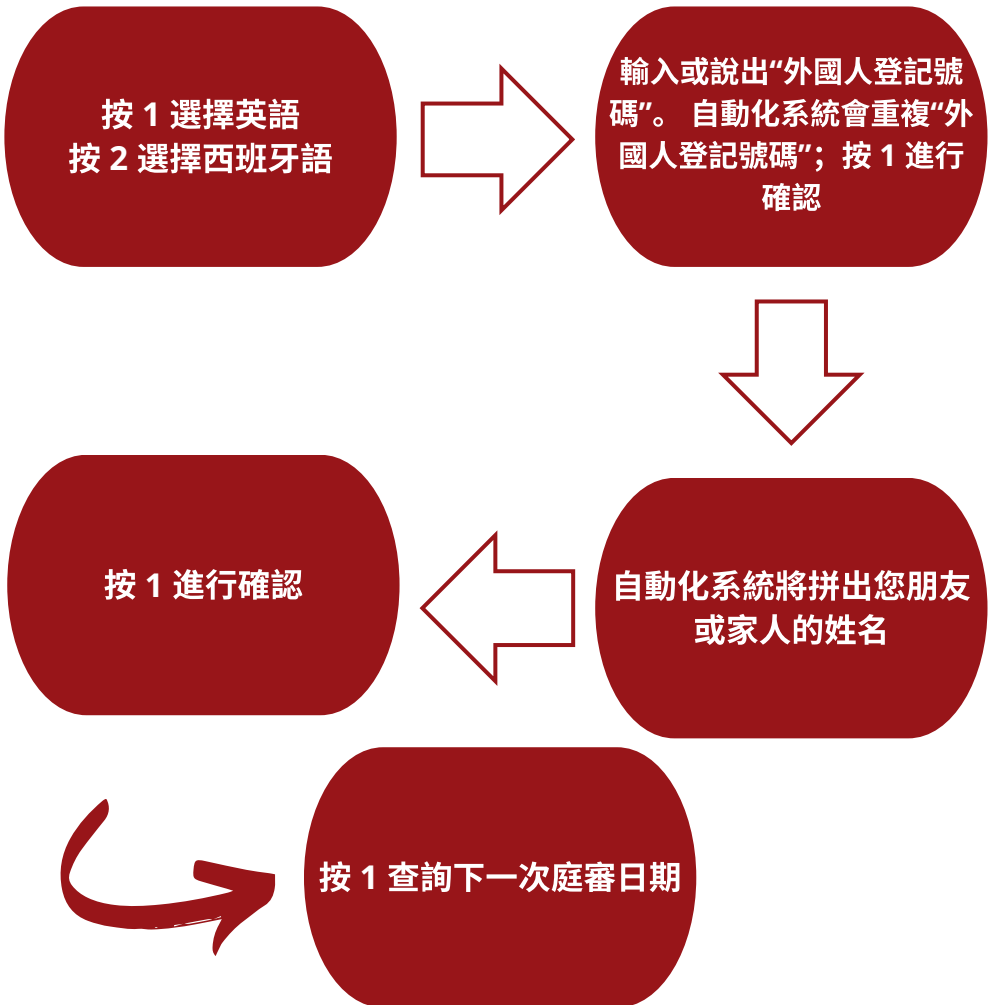 按 1 選擇英語
按 2 選擇西班牙語
輸入或說出“外國人登記號
碼”。 自動化系統會重複“外
國人登記號碼”；按 1 進行
確認
自動化系統將拼出您朋友
或家人的姓名
按 1 進行確認
按 1 查詢下一次庭審日期